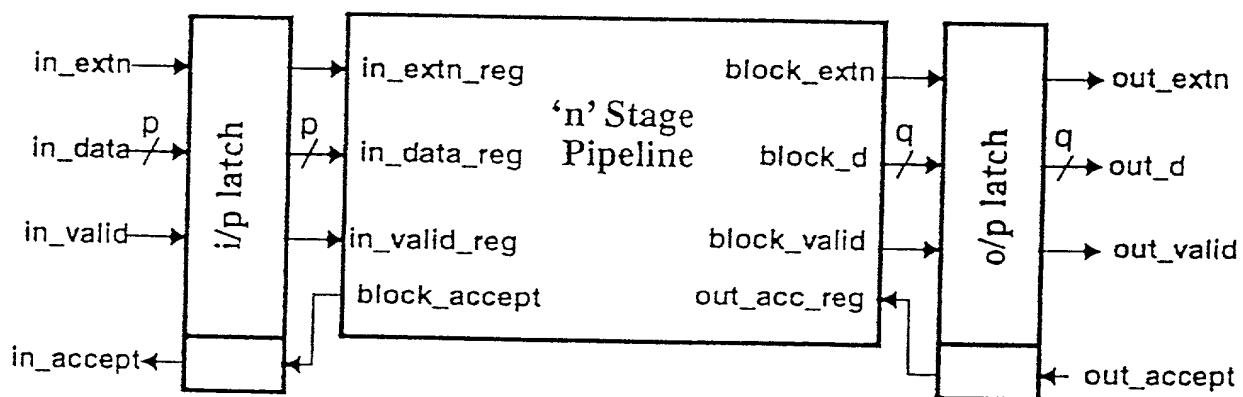 in_extn
in_data
p
in_valid
in_accept
i/p latch
p
in_extn_reg
in_data_reg
in_valid_reg
block_accept
‘n’ Stage
Pipeline
block_extn
block_d
block_valid
out_acc_reg
q
o/p latch
q
out_extn
out_d
out_valid
out_accept